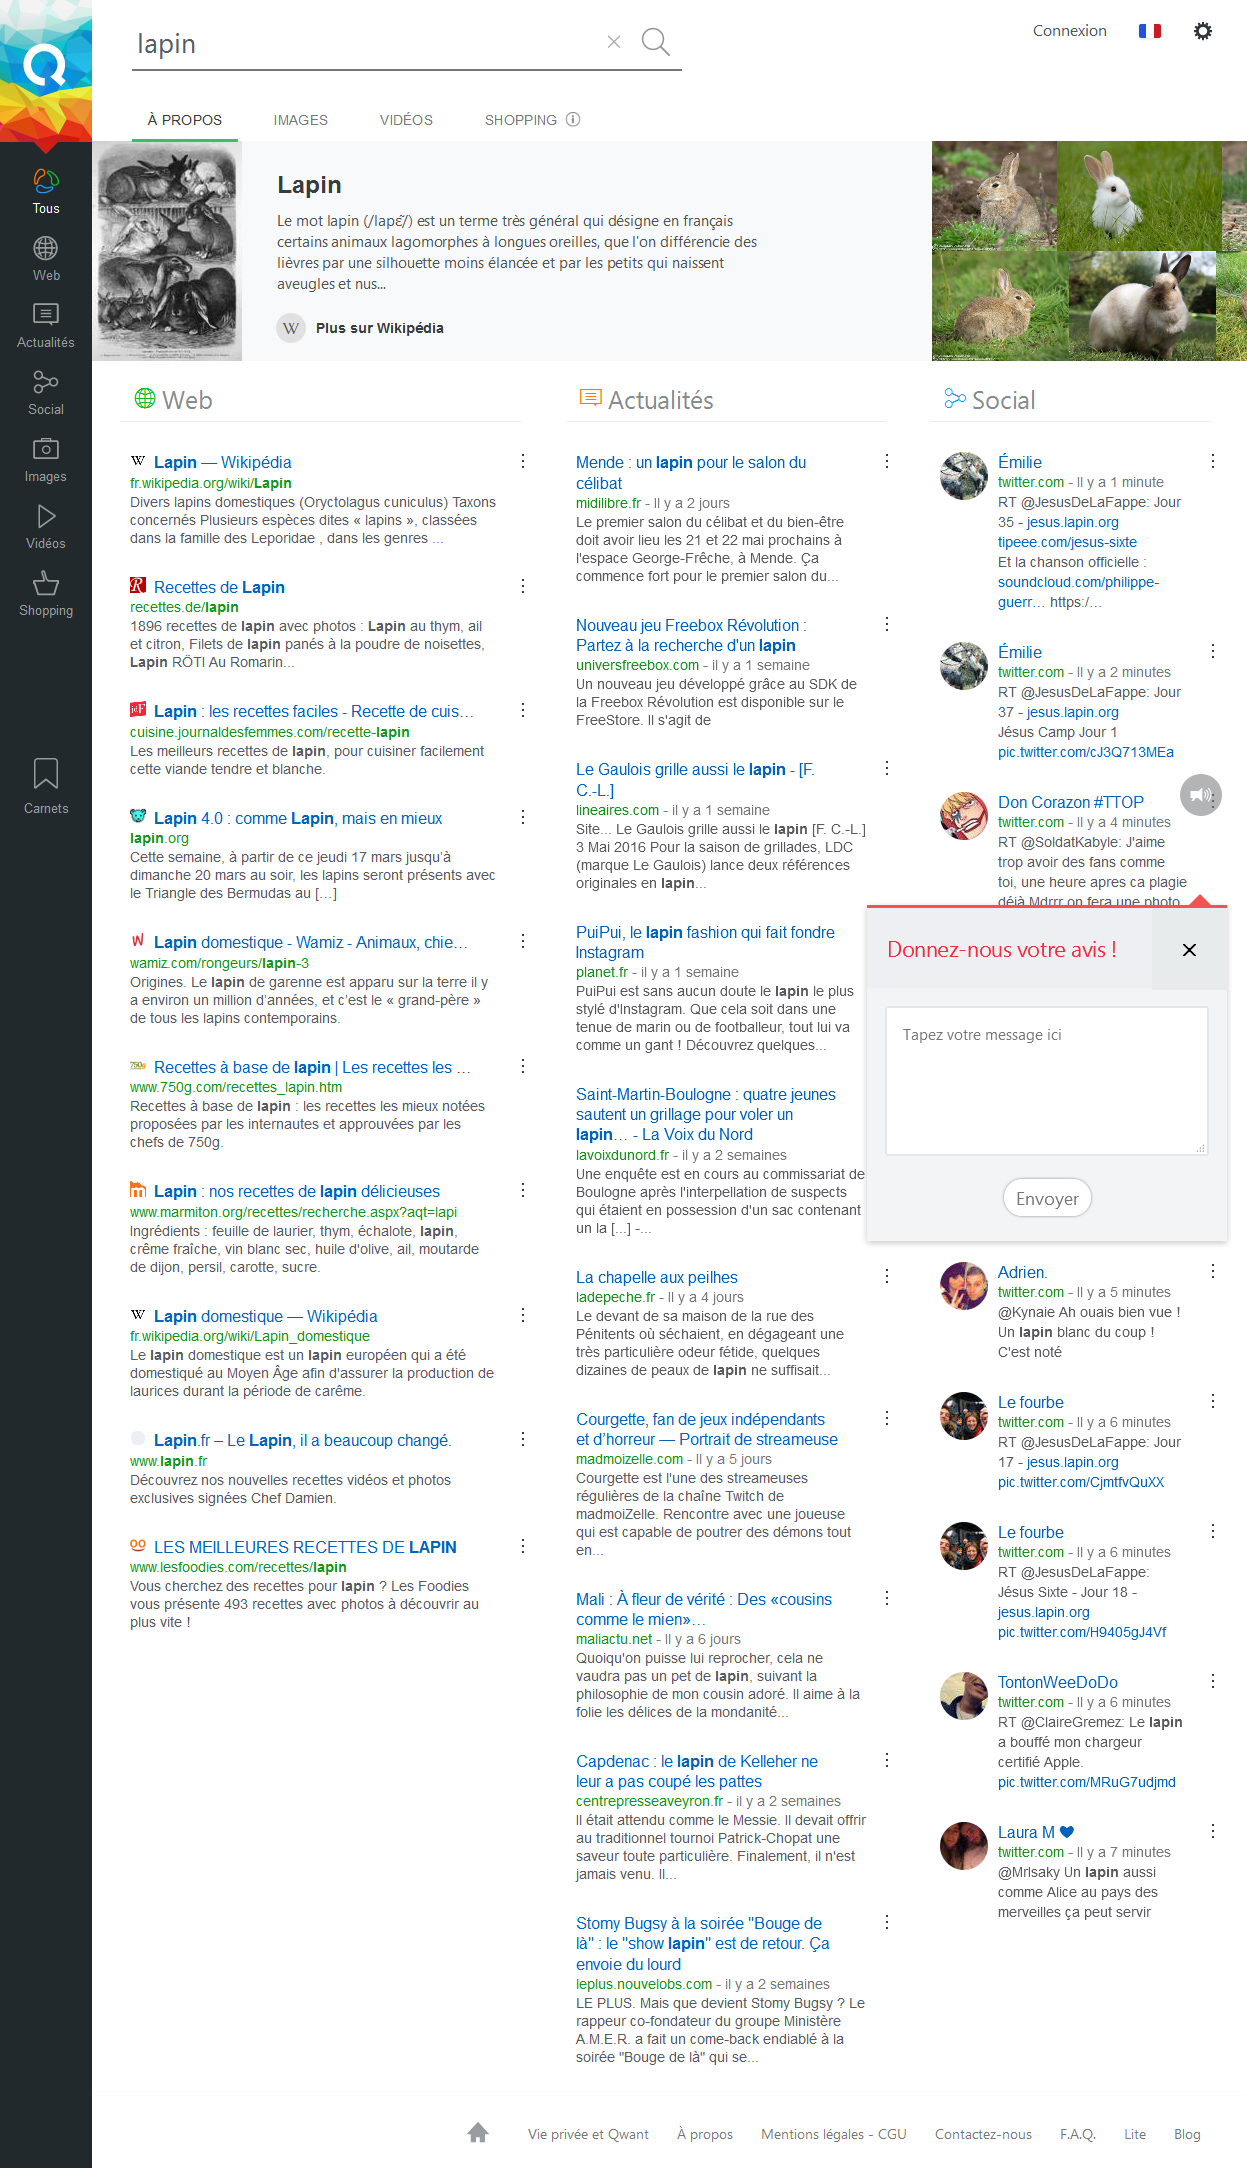 lapin
Connexion
À PROPOS
IMAGES
VIDÉOS
SHOPPING
Tous
Web
Actualités
Social
Images
Vidéos
Shopping
Carnets
Lapin
Le mot lapin (/lapɛ̃/) est un terme très général qui désigne en français
certains animaux lagomorphes à longues oreilles, que l'on différencie des
lièvres par une silhouette moins élancée et par les petits qui naissent
aveugles et nus...
W Plus sur Wikipédia
Web
Lapin — Wikipédia
fr.wikipedia.org/wiki/Lapin
Divers lapins domestiques (Oryctolagus cuniculus) Taxons
concernés Plusieurs espèces dites « lapins », classées
dans la famille des Leporidae , dans les genres ...
Recettes de Lapin
recettes.de/lapin
1896 recettes de lapin avec photos : Lapin au thym, ail
et citron, Filets de lapin panés à la poudre de noisettes,
Lapin RÔTI Au Romarin...
Lapin : les recettes faciles - Recette de cuis…
cuisine.journaldesfemmes.com/recette-lapin
Les meilleurs recettes de lapin, pour cuisiner facilement
cette viande tendre et blanche.
Lapin 4.0 : comme Lapin, mais en mieux
lapin.org
Cette semaine, à partir de ce jeudi 17 mars jusqu'à
dimanche 20 mars au soir, les lapins seront présents avec
le Triangle des Bermudas au […]
Lapin domestique - Wamiz - Animaux, chie…
wamiz.com/rongeurs/lapin-3
Origines. Le lapin de garenne est apparu sur la terre il y
a environ un million d'années, et c'est le « grand-père »
de tous les lapins contemporains.
Recettes à base de lapin | Les recettes les …
www.750g.com/recettes_lapin.htm
Recettes à base de lapin : les recettes les mieux notées
proposées par les internautes et approuvées par les
chefs de 750g.
Lapin : nos recettes de lapin délicieuses
www.marmiton.org/recettes/recherche.aspx?aqt=lapi
Ingrédients : feuille de laurier, thym, échalote, lapin,
crême fraîche, vin blanc sec, huile d'olive, ail, moutarde
de dijon, persil, carotte, sucre.
Lapin domestique — Wikipédia
fr.wikipedia.org/wiki/Lapin_domestique
Le lapin domestique est un lapin européen qui a été
domestiqué au Moyen Âge afin d'assurer la production de
laurices durant la période de carême.
Lapin.fr – Le Lapin, il a beaucoup changé.
www.lapin.fr
Découvrez nos nouvelles recettes vidéos et photos
exclusives signées Chef Damien.
LES MEILLEURES RECETTES DE LAPIN
www.lesfoodies.com/recettes/lapin
Vous cherchez des recettes pour lapin ? Les Foodies
vous présente 493 recettes avec photos à découvrir au
plus vite !
Actualités
Mende : un lapin pour le salon du
célibat
midilibre.fr - Il y a 2 jours
Le premier salon du célibat et du bien-être
doit avoir lieu les 21 et 22 mai prochains à
l'espace George-Frêche, à Mende. Ça
commence fort pour le premier salon du...
Nouveau jeu Freebox Révolution :
Partez à la recherche d'un lapin
universfreebox.com - il y a 1 semaine
Un nouveau jeu développé grâce au SDK de
la Freebox Révolution est disponible sur le
FreeStore. Il s'agit de
Le Gaulois grille aussi le lapin - [F.
C.-L.]
lineaires.com - il y a 1 semaine
Site... Le Gaulois grille aussi le lapin [F. C.-L.]
3 Mai 2016 Pour la saison de grillades, LDC
(marque Le Gaulois) lance deux références
originales en lapin...
PuiPui, le lapin fashion qui fait fondre
Instagram
planet.fr - il y a 1 semaine
PuiPui est sans aucun doute le lapin le plus
stylé d'Instagram. Que cela soit dans une
tenue de marin ou de footballeur, tout lui va
comme un gant ! Découvrez quelques...
Saint-Martin-Boulogne : quatre jeunes
sautent un grillage pour voler un
lapin… - La Voix du Nord
lavoixdunord.fr - il y a 2 semaines
Une enquête est en cours au commissariat de
Boulogne après l'interpellation de suspects
qui étaient en possession d'un sac contenant
un la [...] -...
La chapelle aux peilhes
ladepeche.fr - Il y a 4 jours
Le devant de sa maison de la rue des
Pénitents où séchaient, en dégageant une
très particulière odeur fétide, quelques
dizaines de peaux de lapin ne suffisait...
Courgette, fan de jeux indépendants
et d'horreur — Portrait de streameuse
madmoizelle.com - Il y a 5 jours
Courgette est l'une des streameuses
régulières de la chaîne Twitch de
madmoiZelle. Rencontre avec une joueuse
qui est capable de poutrer des démons tout
en...
Mali : À fleur de vérité : Des «cousins
comme le mien»…
maliactu.net - Il y a 6 jours
Quoiqu'on puisse lui reprocher, cela ne
vaudra pas un pet de lapin, suivant la
philosophie de mon cousin adoré. Il aime à la
folie les délices de la mondanité...
Capdenac : le lapin de Kelleher ne
leur a pas coupé les pattes
centrepresseaveyron.fr - il y a 2 semaines
Il était attendu comme le Messie. Il devait offrir
au traditionnel tournoi Patrick-Chopat une
saveur toute particulière. Finalement, il n'est
jamais venu. Il...
Stomy Bugsy à la soirée "Bouge de
là" : le "show lapin" est de retour. Ça
envoie du lourd
leplus.nouvelobs.com - il y a 2 semaines
LE PLUS. Mais que devient Stomy Bugsy ? Le
rappeur co-fondateur du groupe Ministère
A.M.E.R. a fait un come-back endiablé à la
soirée "Bouge de là" qui se...
Social
Émilie
twitter.com - Il y a 1 minute
RT @JesusDeLaFappe: Jour
35 - jesus.lapin.org
tipeee.com/jesus-sixte
Et la chanson officielle :
soundcloud.com/philippe-
guerr… https:/…
Émilie
twitter.com - Il y a 2 minutes
RT @JesusDeLaFappe: Jour
37 - jesus.lapin.org
Jésus Camp Jour 1
pic.twitter.com/cJ3Q713MEa
Don Corazon #TTOP
twitter.com - Il y a 4 minutes
RT @SoldatKabyle: J'aime
trop avoir des fans comme
toi, une heure apres ca plagie
déjà Mdrrr on fera une photo
Donnez-nous votre avis !
Tapez votre message ici
Envoyer
Adrien.
twitter.com - Il y a 5 minutes
@Kynaie Ah ouais bien vue !
Un lapin blanc du coup !
C'est noté
Le fourbe
twitter.com - Il y a 6 minutes
RT @JesusDeLaFappe: Jour
17 - jesus.lapin.org
pic.twitter.com/CjmtfvQuXX
Le fourbe
twitter.com - Il y a 6 minutes
RT @JesusDeLaFappe:
Jésus Sixte - Jour 18 -
jesus.lapin.org
pic.twitter.com/H9405gJ4Vf
TontonWeeDoDo
twitter.com - Il y a 6 minutes
RT @ClaireGremez: Le lapin
a bouffé mon chargeur
certifié Apple.
pic.twitter.com/MRuG7udjmd
Laura M
twitter.com - Il y a 7 minutes
@MrIsaky Un lapin aussi
comme Alice au pays des
merveilles ça peut servir
Vie privée et Qwant
À propos
Mentions légales - CGU
Contactez-nous
F.A.Q.
Lite
Blog